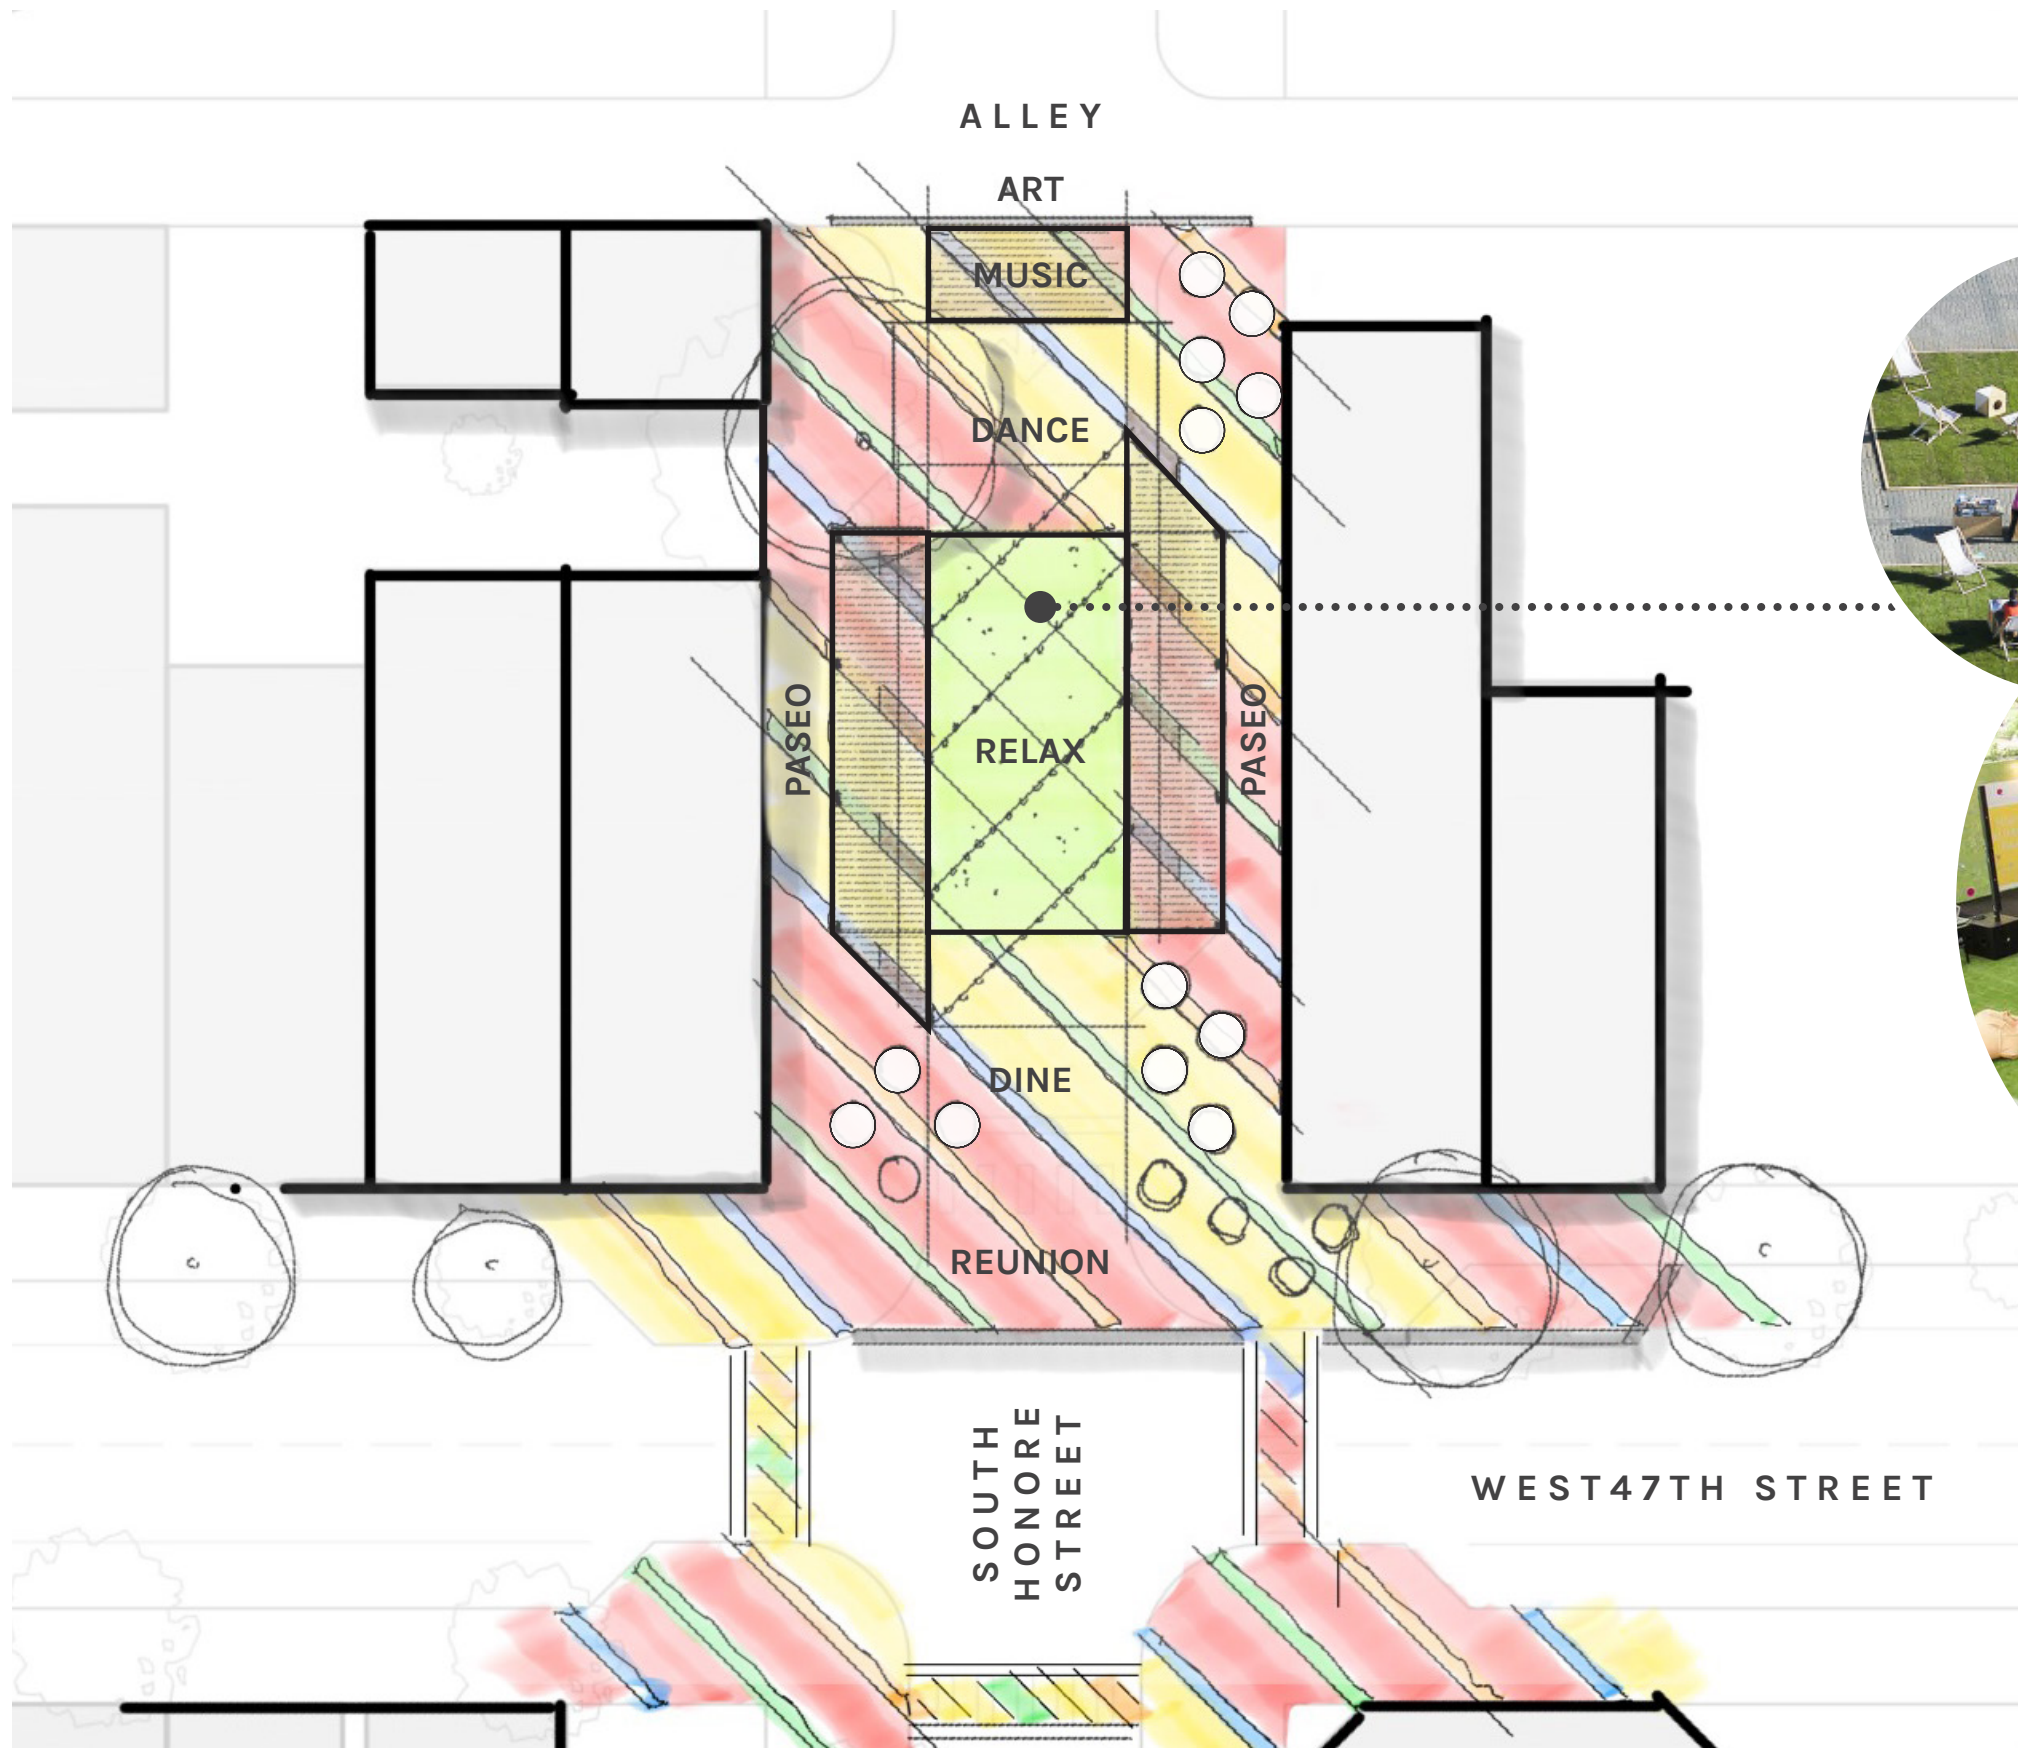 ALLEY
ART
MUSIC
DANCE
PASEO
RELAX
PASEO
DINE
REUNION
SOUTH
HONORE
STREET
WEST47TH STREET